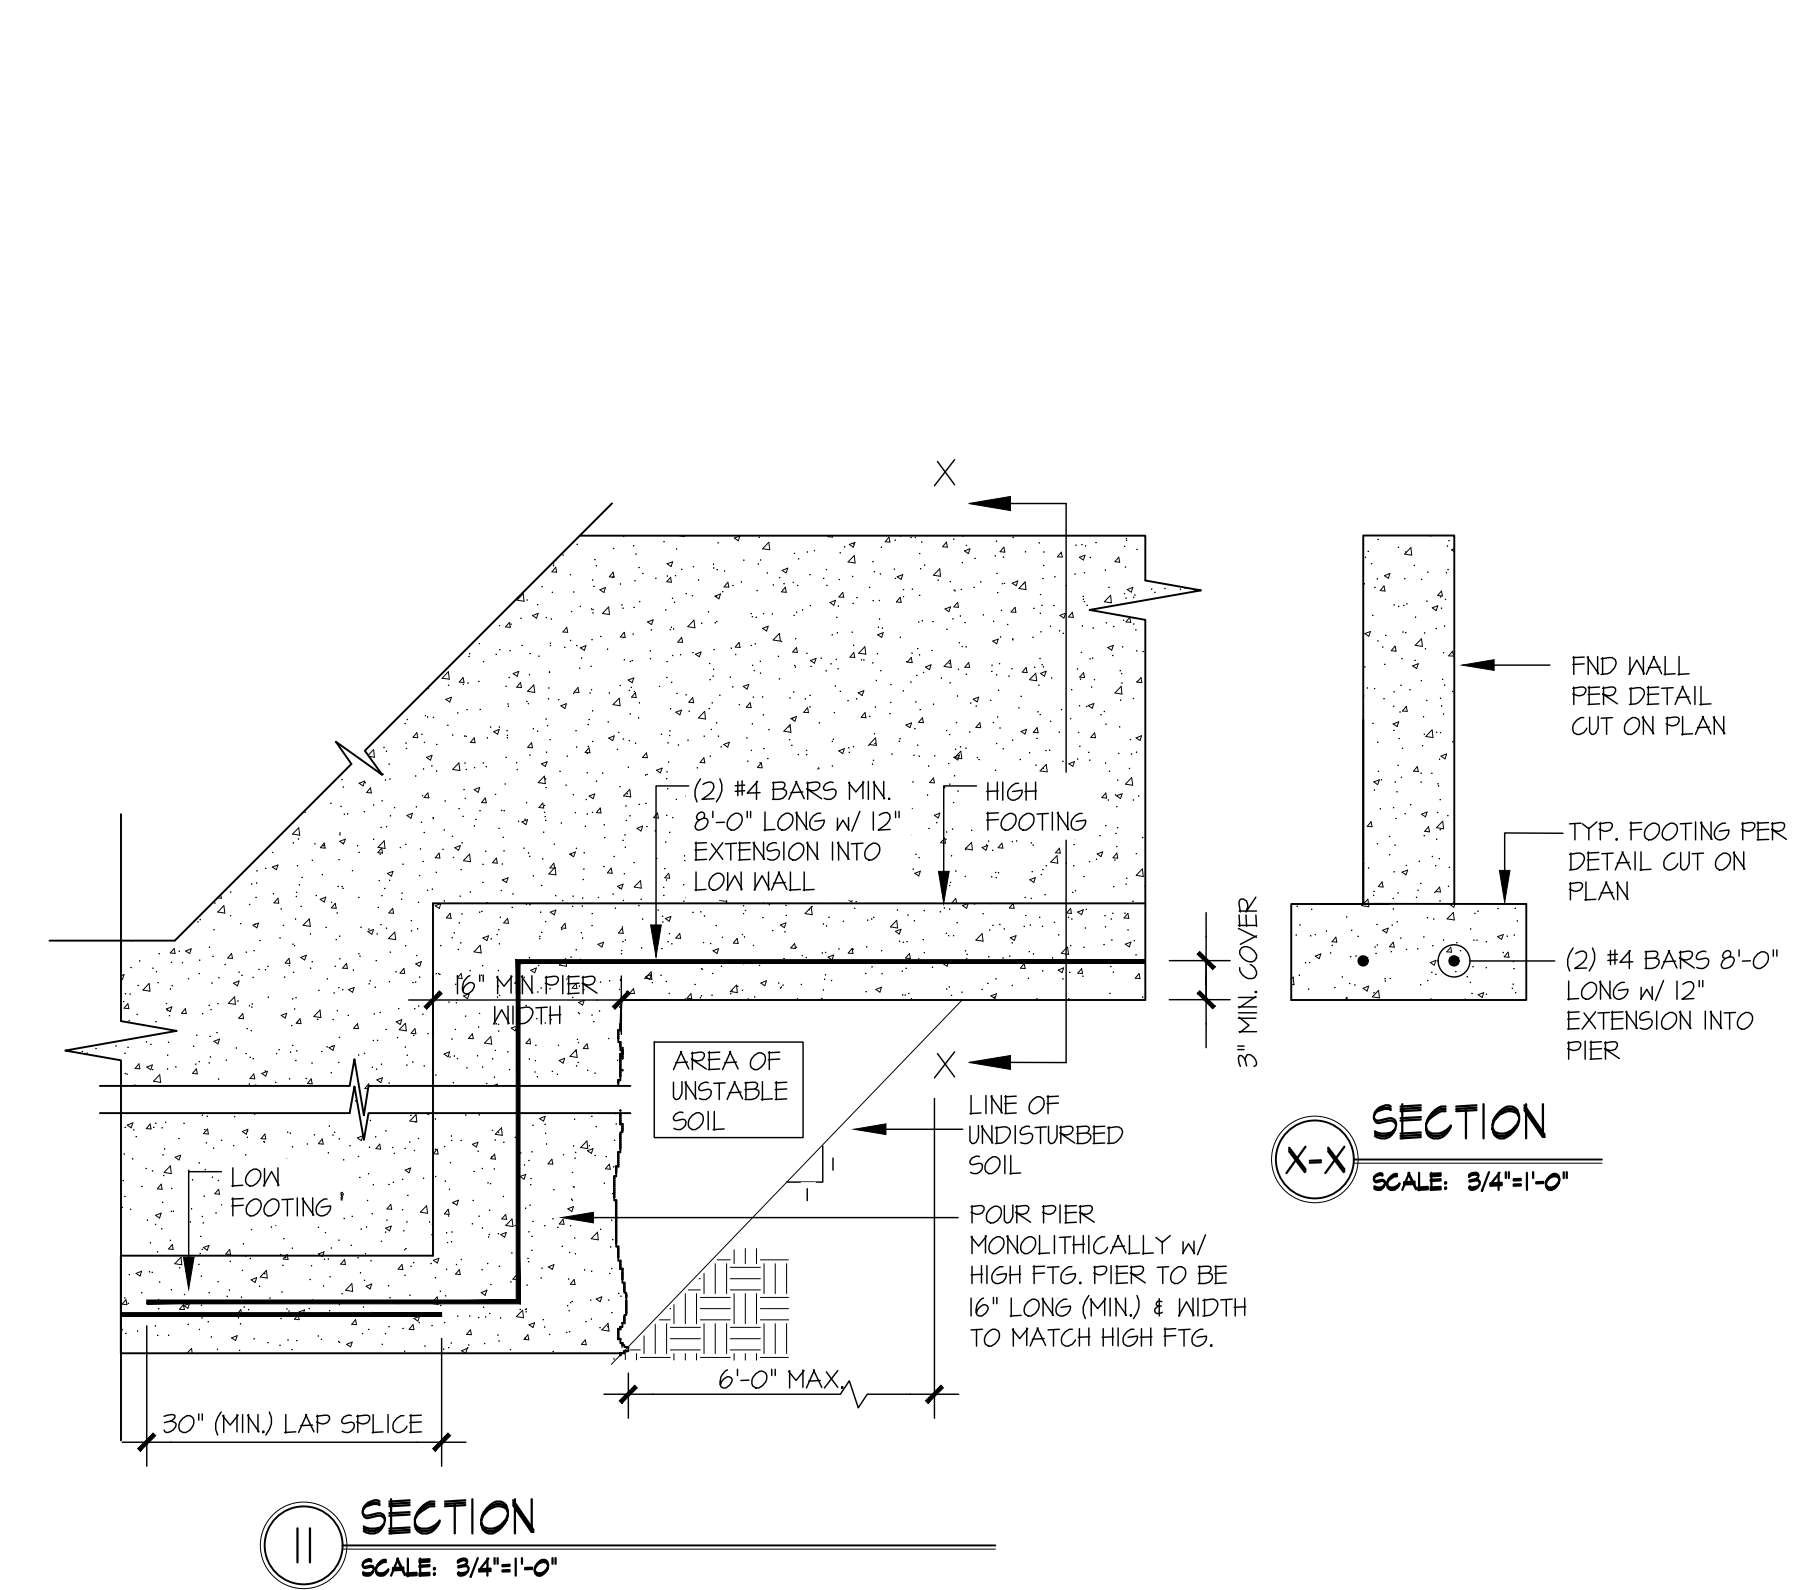 X
(2) #4 BARS MIN.
8'-0" LONG w/ 12"
EXTENSION INTO
LOW WALL
HIGH
FOOTING
16" MIN PIER
WIDTH
AREA OF
UNSTABLE
SOIL
X
LINE OF
UNDISTURBED
SOIL
1
1
LOW
FOOTING
POUR PIER
MONOLITHICALLY w/
HIGH FTG. PIER TO BE
16" LONG (MIN.) & WIDTH
TO MATCH HIGH FTG.
6'-0" MAX.
30" (MIN.) LAP SPLICE
3" MIN. COVER
11
SECTION
SCALE: 3/4"=1'-0"
FND WALL
PER DETAIL
CUT ON PLAN
TYP. FOOTING PER
DETAIL CUT ON
PLAN
(2) #4 BARS 8'-0"
LONG w/ 12"
EXTENSION INTO
PIER
X-X
SECTION
SCALE: 3/4"=1'-0"